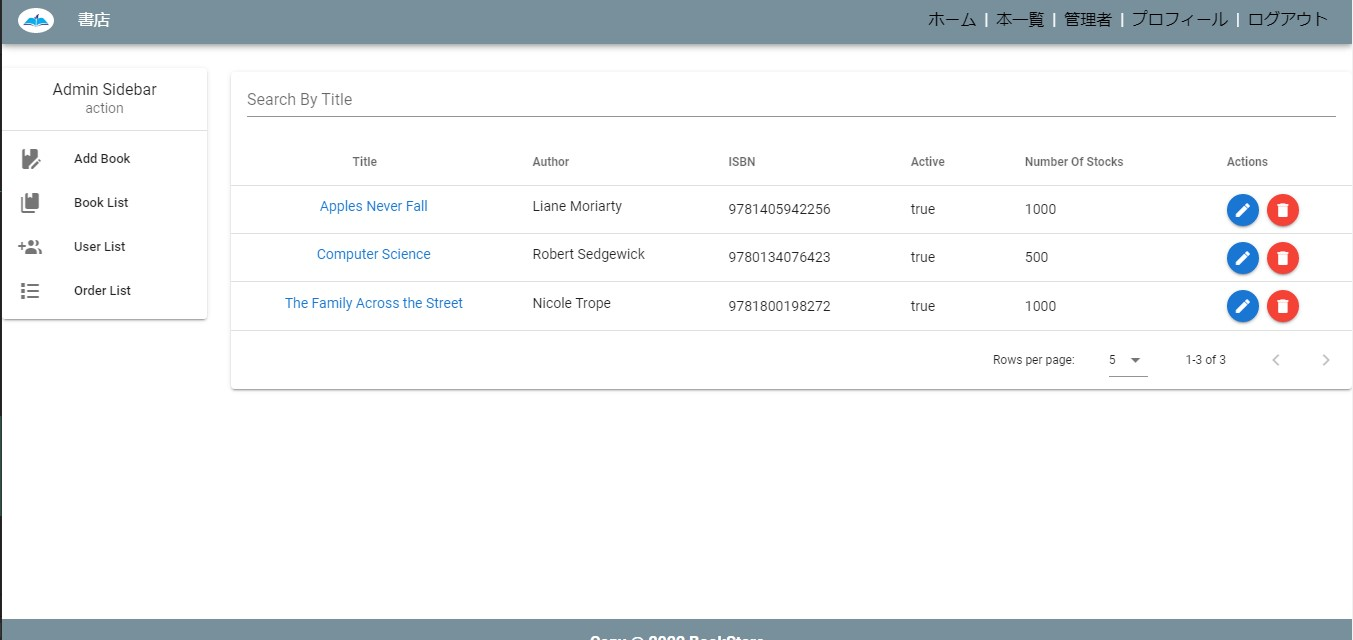 書店
ホーム | 本一覧 | 管理者 | プロフィール | ログアウト
Admin Sidebar
action
Add Book
Book List
User List
Order List
Search By Title
Title Author ISBN Active Number Of Stocks Actions
Apples Never Fall Liane Moriarty 9781405942256 true 1000
Computer Science Robert Sedgewick 9780134076423 true 500
The Family Across the Street Nicole Trope 9781800198272 true 1000
Rows per page: 5 1-3 of 3